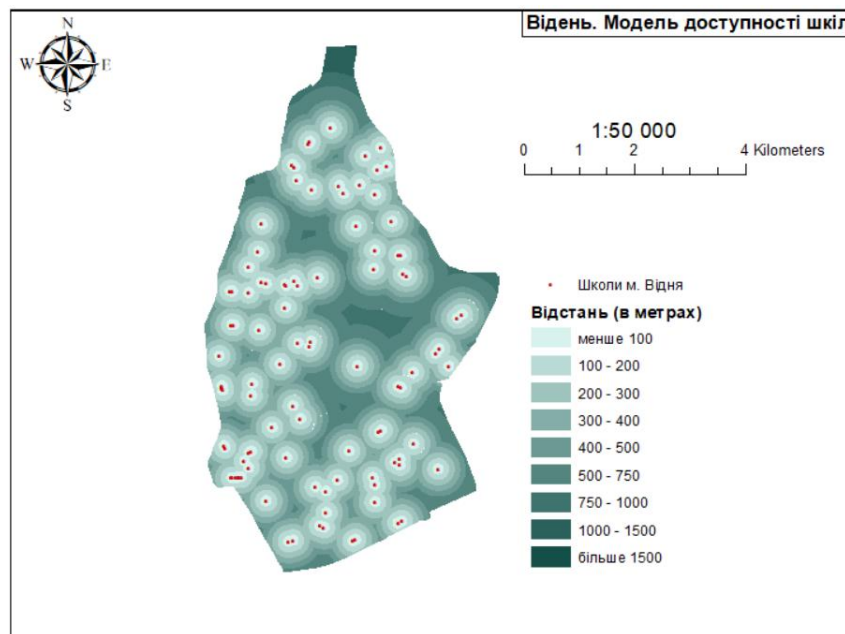 Відень. Модель доступності шкіл
N
W E
S
1:50 000
0 1 2 4 Kilometers
Школи м. Відня
Відстань (в метрах)
менше 100
100 - 200
200 - 300
300 - 400
400 - 500
500 - 750
750 - 1000
1000 - 1500
більше 1500